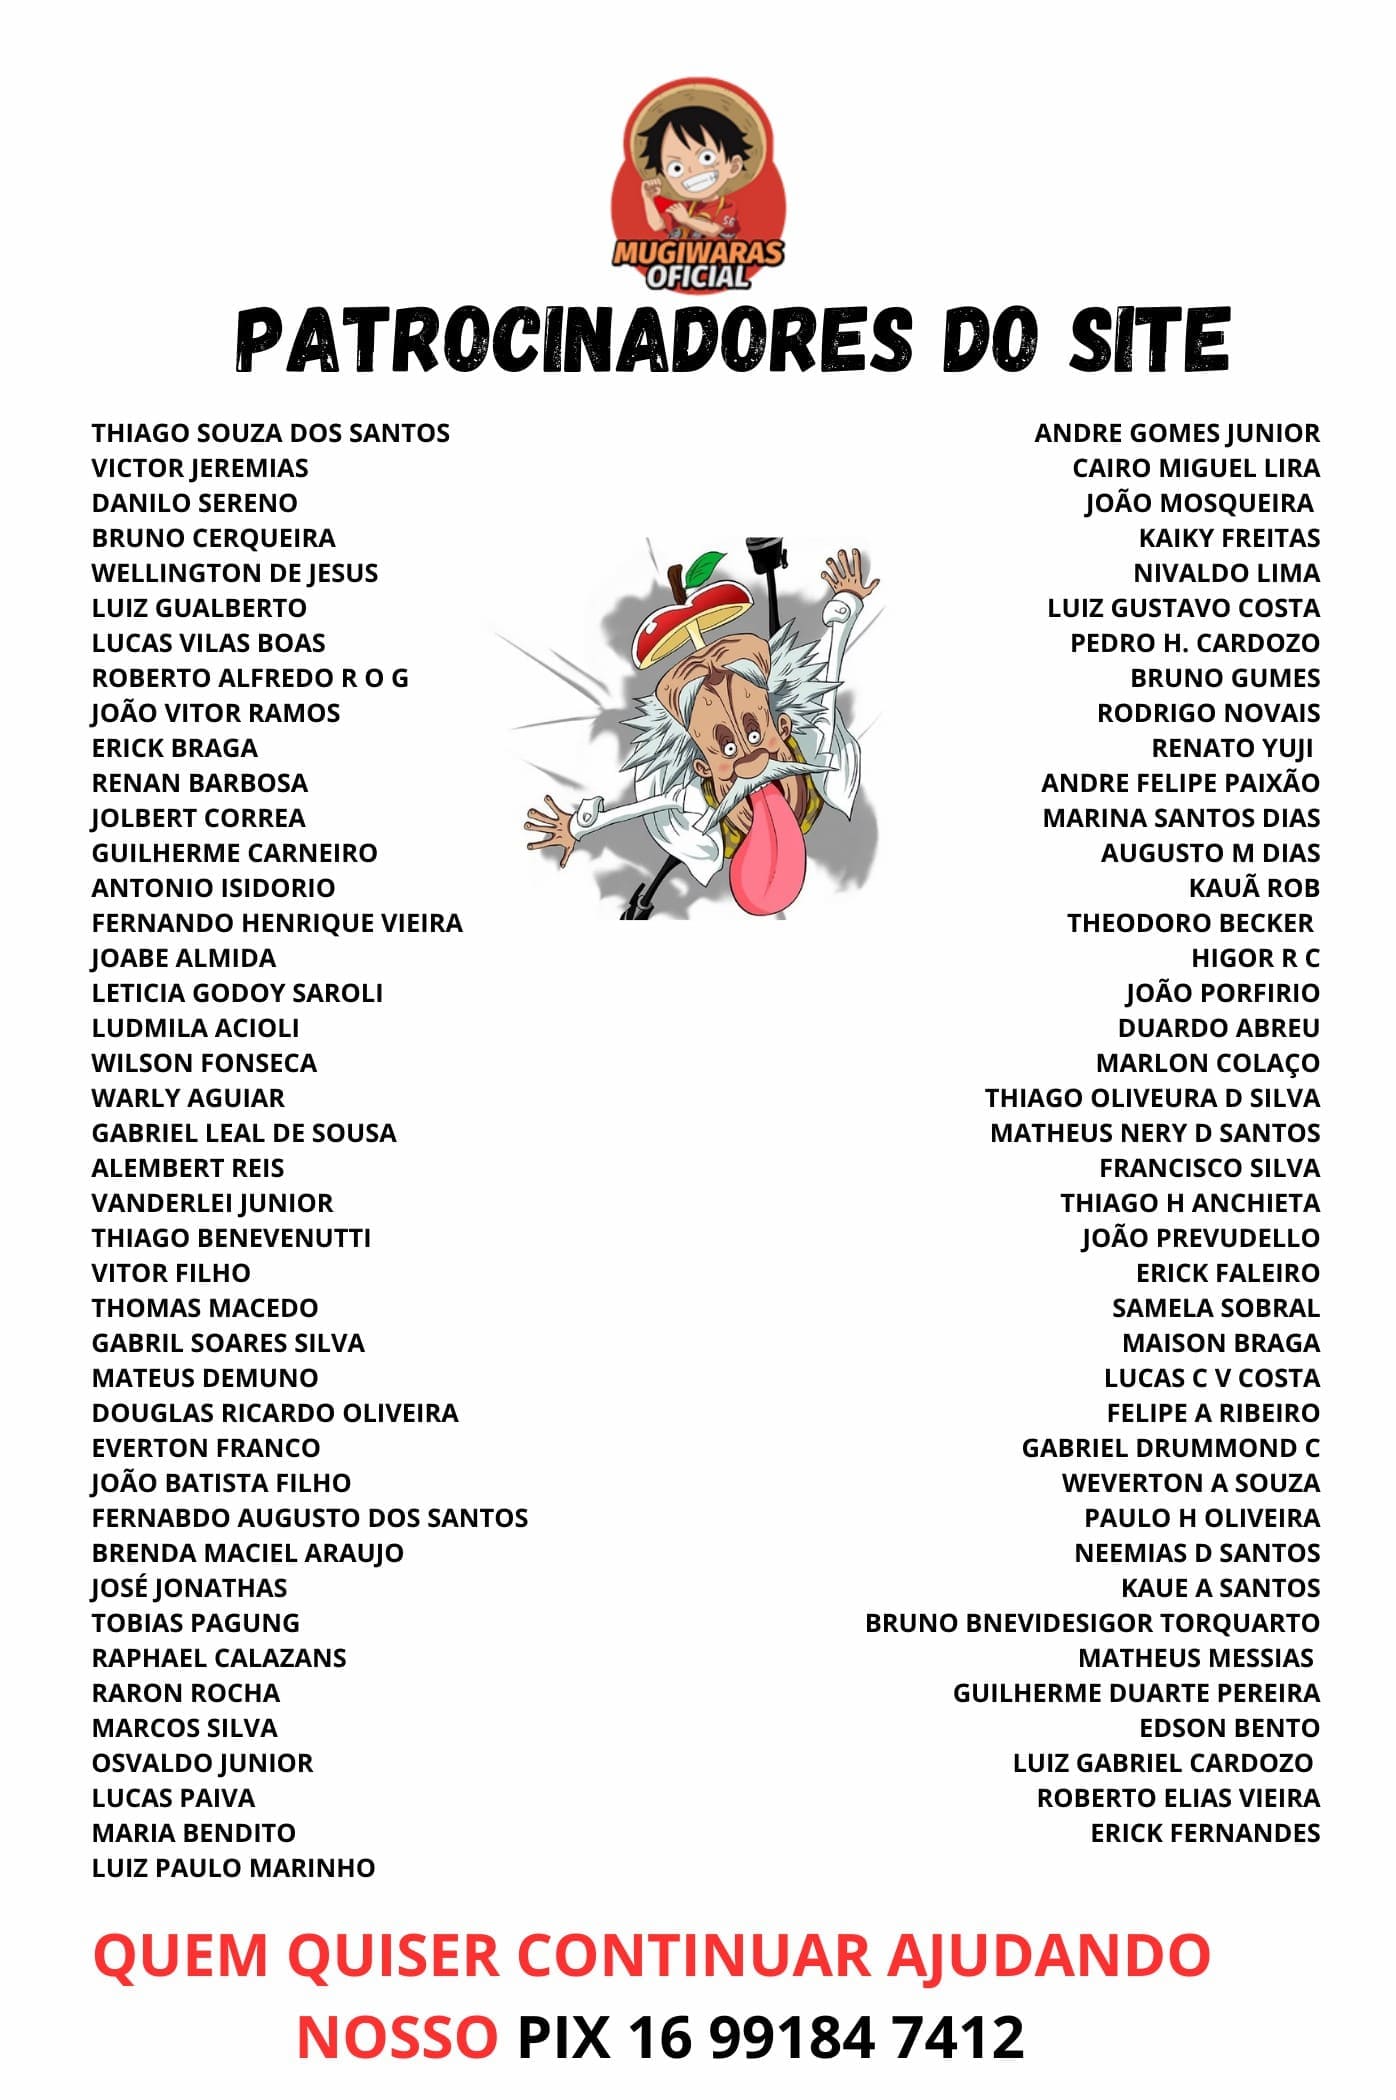 MUGIWARAS
OFICIAL
PATROCINADORES DO SITE
THIAGO SOUZA DOS SANTOS
VICTOR JEREMIAS
DANILO SERENO
BRUNO CERQUEIRA
WELLINGTON DE JESUS
LUIZ GUALBERTO
LUCAS VILAS BOAS
ROBERTO ALFREDO R O G
JOÃO VITOR RAMOS
ERICK BRAGA
RENAN BARBOSA
JOLBERT CORREA
GUILHERME CARNEIRO
ANTONIO ISIDORIO
FERNANDO HENRIQUE VIEIRA
JOABE ALMIDA
LETICIA GODOY SAROLI
LUDMILA ACIOLI
WILSON FONSECA
WARLY AGUIAR
GABRIEL LEAL DE SOUSA
ALEMBERT REIS
VANDERLEI JUNIOR
THIAGO BENEVENUTTI
VITOR FILHO
THOMAS MACEDO
GABRIL SOARES SILVA
MATEUS DEMUNO
DOUGLAS RICARDO OLIVEIRA
EVERTON FRANCO
JOÃO BATISTA FILHO
FERNABDO AUGUSTO DOS SANTOS
BRENDA MACIEL ARAUJO
JOSÉ JONATHAS
TOBIAS PAGUNG
RAPHAEL CALAZANS
RARON ROCHA
MARCOS SILVA
OSVALDO JUNIOR
LUCAS PAIVA
MARIA BENDITO
LUIZ PAULO MARINHO
ANDRE GOMES JUNIOR
CAIRO MIGUEL LIRA
JOÃO MOSQUEIRA
KAIKY FREITAS
NIVALDO LIMA
LUIZ GUSTAVO COSTA
PEDRO H. CARDOZO
BRUNO GUMES
RODRIGO NOVAIS
RENATO YUJI
ANDRE FELIPE PAIXÃO
MARINA SANTOS DIAS
AUGUSTO M DIAS
KAUÃ ROB
THEODORO BECKER
HIGOR R C
JOÃO PORFIRIO
DUARDO ABREU
MARLON COLAÇO
THIAGO OLIVEURA D SILVA
MATHEUS NERY D SANTOS
FRANCISCO SILVA
THIAGO H ANCHIETA
JOÃO PREVUDELLO
ERICK FALEIRO
SAMELA SOBRAL
MAISON BRAGA
LUCAS C V COSTA
FELIPE A RIBEIRO
GABRIEL DRUMMOND C
WEVERTON A SOUZA
PAULO H OLIVEIRA
NEEMIAS D SANTOS
KAUE A SANTOS
BRUNO BNEVIDESIGOR TORQUARTO
MATHEUS MESSIAS
GUILHERME DUARTE PEREIRA
EDSON BENTO
LUIZ GABRIEL CARDOZO
ROBERTO ELIAS VIEIRA
ERICK FERNANDES
QUEM QUISER CONTINUAR AJUDANDO
NOSSO PIX 16 99184 7412